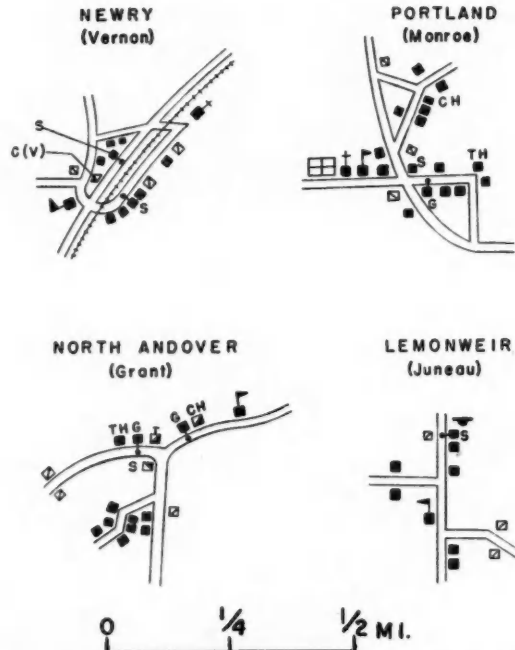 NEWRY
(Vernon)
S
C(V)
S
PORTLAND
(Monroe)
CH
S
TH
G
NORTH ANDOVER
(Grant)
TH G T G CH
S
LEMONWEIR
(Juneau)
S
0 1/4 1/2 MI.